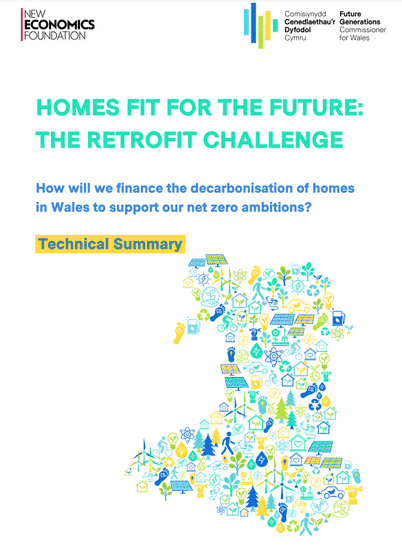 NEW
ECONOMICS
FOUNDATION
Comisiynydd
Cenedlaethau'r
Dyfodol
Cymru
Future
Generations
Commissioner
for Wales
HOMES FIT FOR THE FUTURE:
THE RETROFIT CHALLENGE
How will we finance the decarbonisation of homes
in Wales to support our net zero ambitions?
Technical Summary